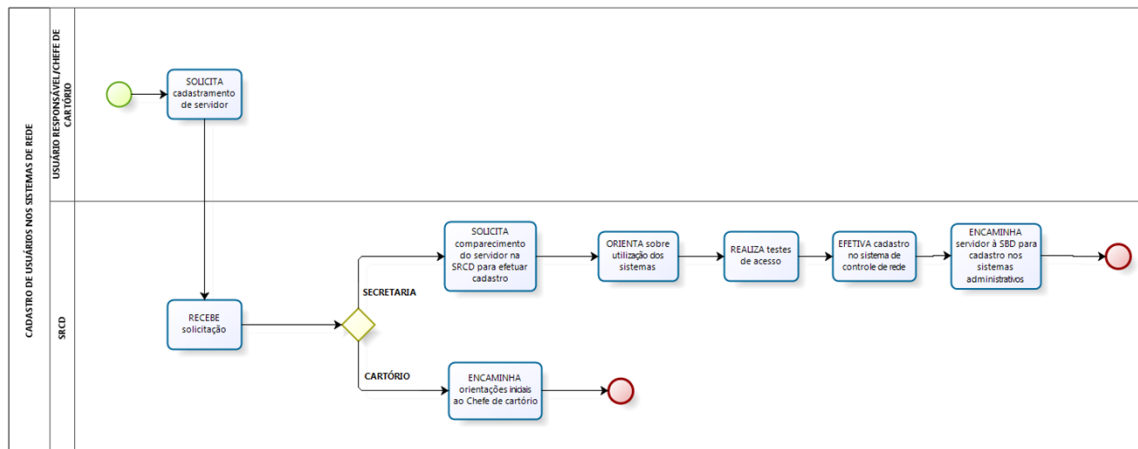 CADASTRO DE USUÁRIOS NOS SISTEMAS DE REDE
USUÁRIO RESPONSÁVEL/CHEFE DE
CARTÓRIO
SOLICITA
cadastramento
de servidor
SRCD
RECEBE
solicitação
SECRETARIA
SOLICITA
comparecimento
do servidor na
SRCD para efetuar
cadastro
ORIENTA sobre
utilização dos
sistemas
REALIZA testes
de acesso
EFETIVA cadastro
no sistema de
controle de rede
ENCAMINHA
servidor à SBD para
cadastro nos
sistemas
administrativos
CARTÓRIO
ENCAMINHA
orientações iniciais
ao Chefe de cartório